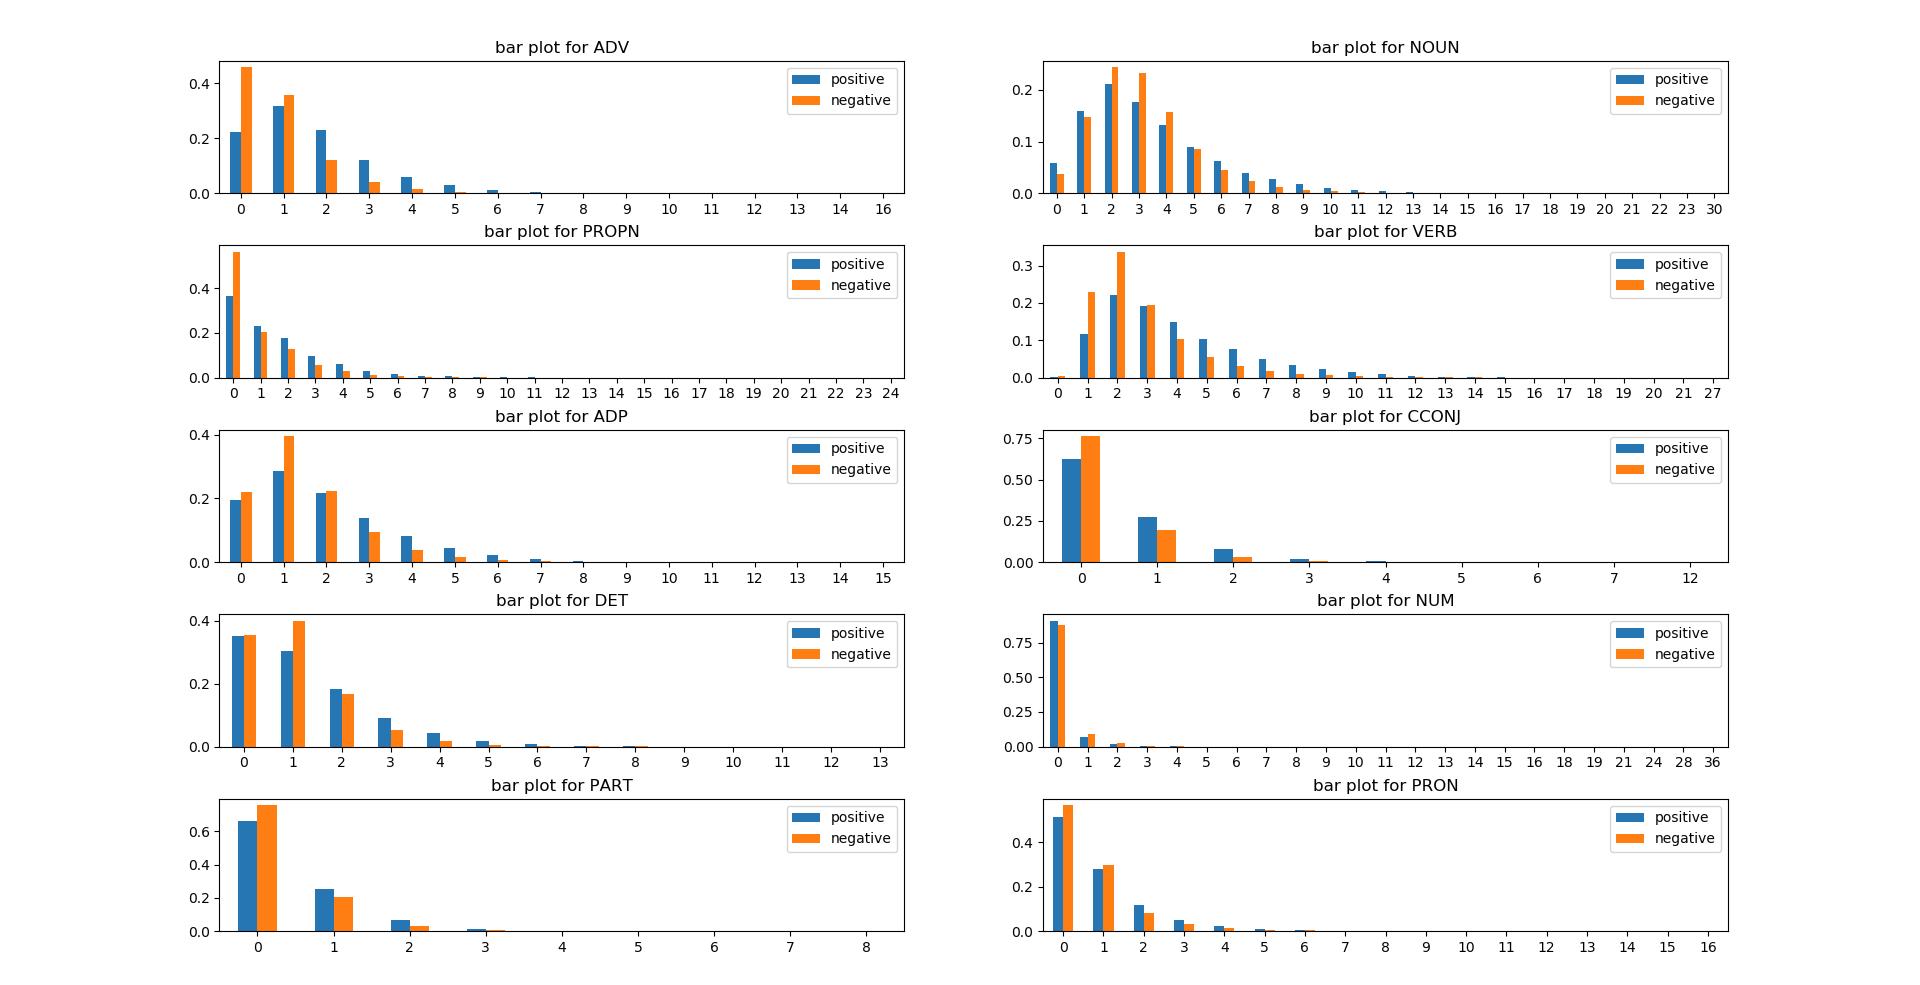 bar plot for ADV
0.4
0.2
0.0
positive
negative
0 1 2 3 4 5 6 7 8 9 10 11 12 13 14 16
bar plot for NOUN
0.2
0.1
0.0
positive
negative
0 1 2 3 4 5 6 7 8 9 10 11 12 13 14 15 16 17 18 19 20 21 22 23 30
bar plot for PROPN
0.4
0.2
0.0
positive
negative
0 1 2 3 4 5 6 7 8 9 10 11 12 13 14 15 16 17 18 19 20 21 22 23 24
bar plot for VERB
0.3
0.2
0.1
0.0
positive
negative
0 1 2 3 4 5 6 7 8 9 10 11 12 13 14 15 16 17 18 19 20 21 27
bar plot for ADP
0.4
0.2
0.0
positive
negative
0 1 2 3 4 5 6 7 8 9 10 11 12 13 14 15
bar plot for CCONJ
0.75
0.50
0.25
0.00
positive
negative
0 1 2 3 4 5 6 7 12
bar plot for DET
0.4
0.2
0.0
positive
negative
0 1 2 3 4 5 6 7 8 9 10 11 12 13
bar plot for NUM
0.75
0.50
0.25
0.00
positive
negative
0 1 2 3 4 5 6 7 8 9 10 11 12 13 14 15 16 18 19 21 24 28 36
bar plot for PART
0.6
0.4
0.2
0.0
positive
negative
0 1 2 3 4 5 6 7 8
bar plot for PRON
0.4
0.2
0.0
positive
negative
0 1 2 3 4 5 6 7 8 9 10 11 12 13 14 15 16